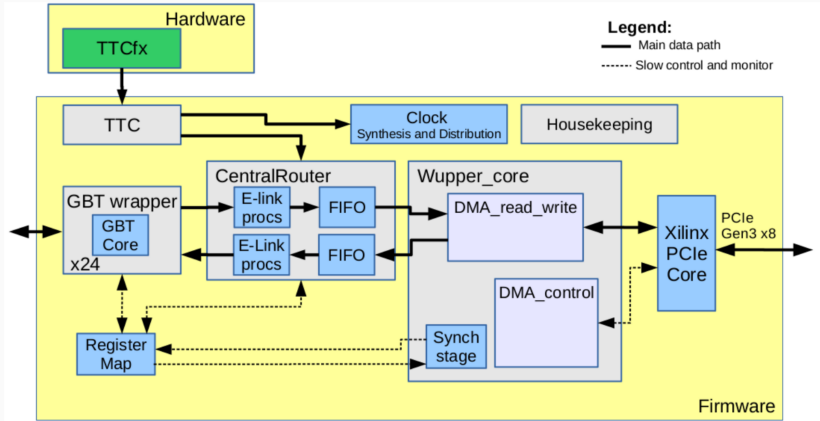 Hardware
TTCfx
Legend:
Main data path
Slow control and monitor
TTC
Clock
Synthesis and Distribution
Housekeeping
CentralRouter
Wupper_core
GBT wrapper
GBT
Core
x24
E-link
procs
FIFO
E-Link
procs
FIFO
DMA_read_write
DMA_control
Xilinx
PCIe
Core
PCIe
Gen3 x8
Register
Map
Synch
stage
Firmware